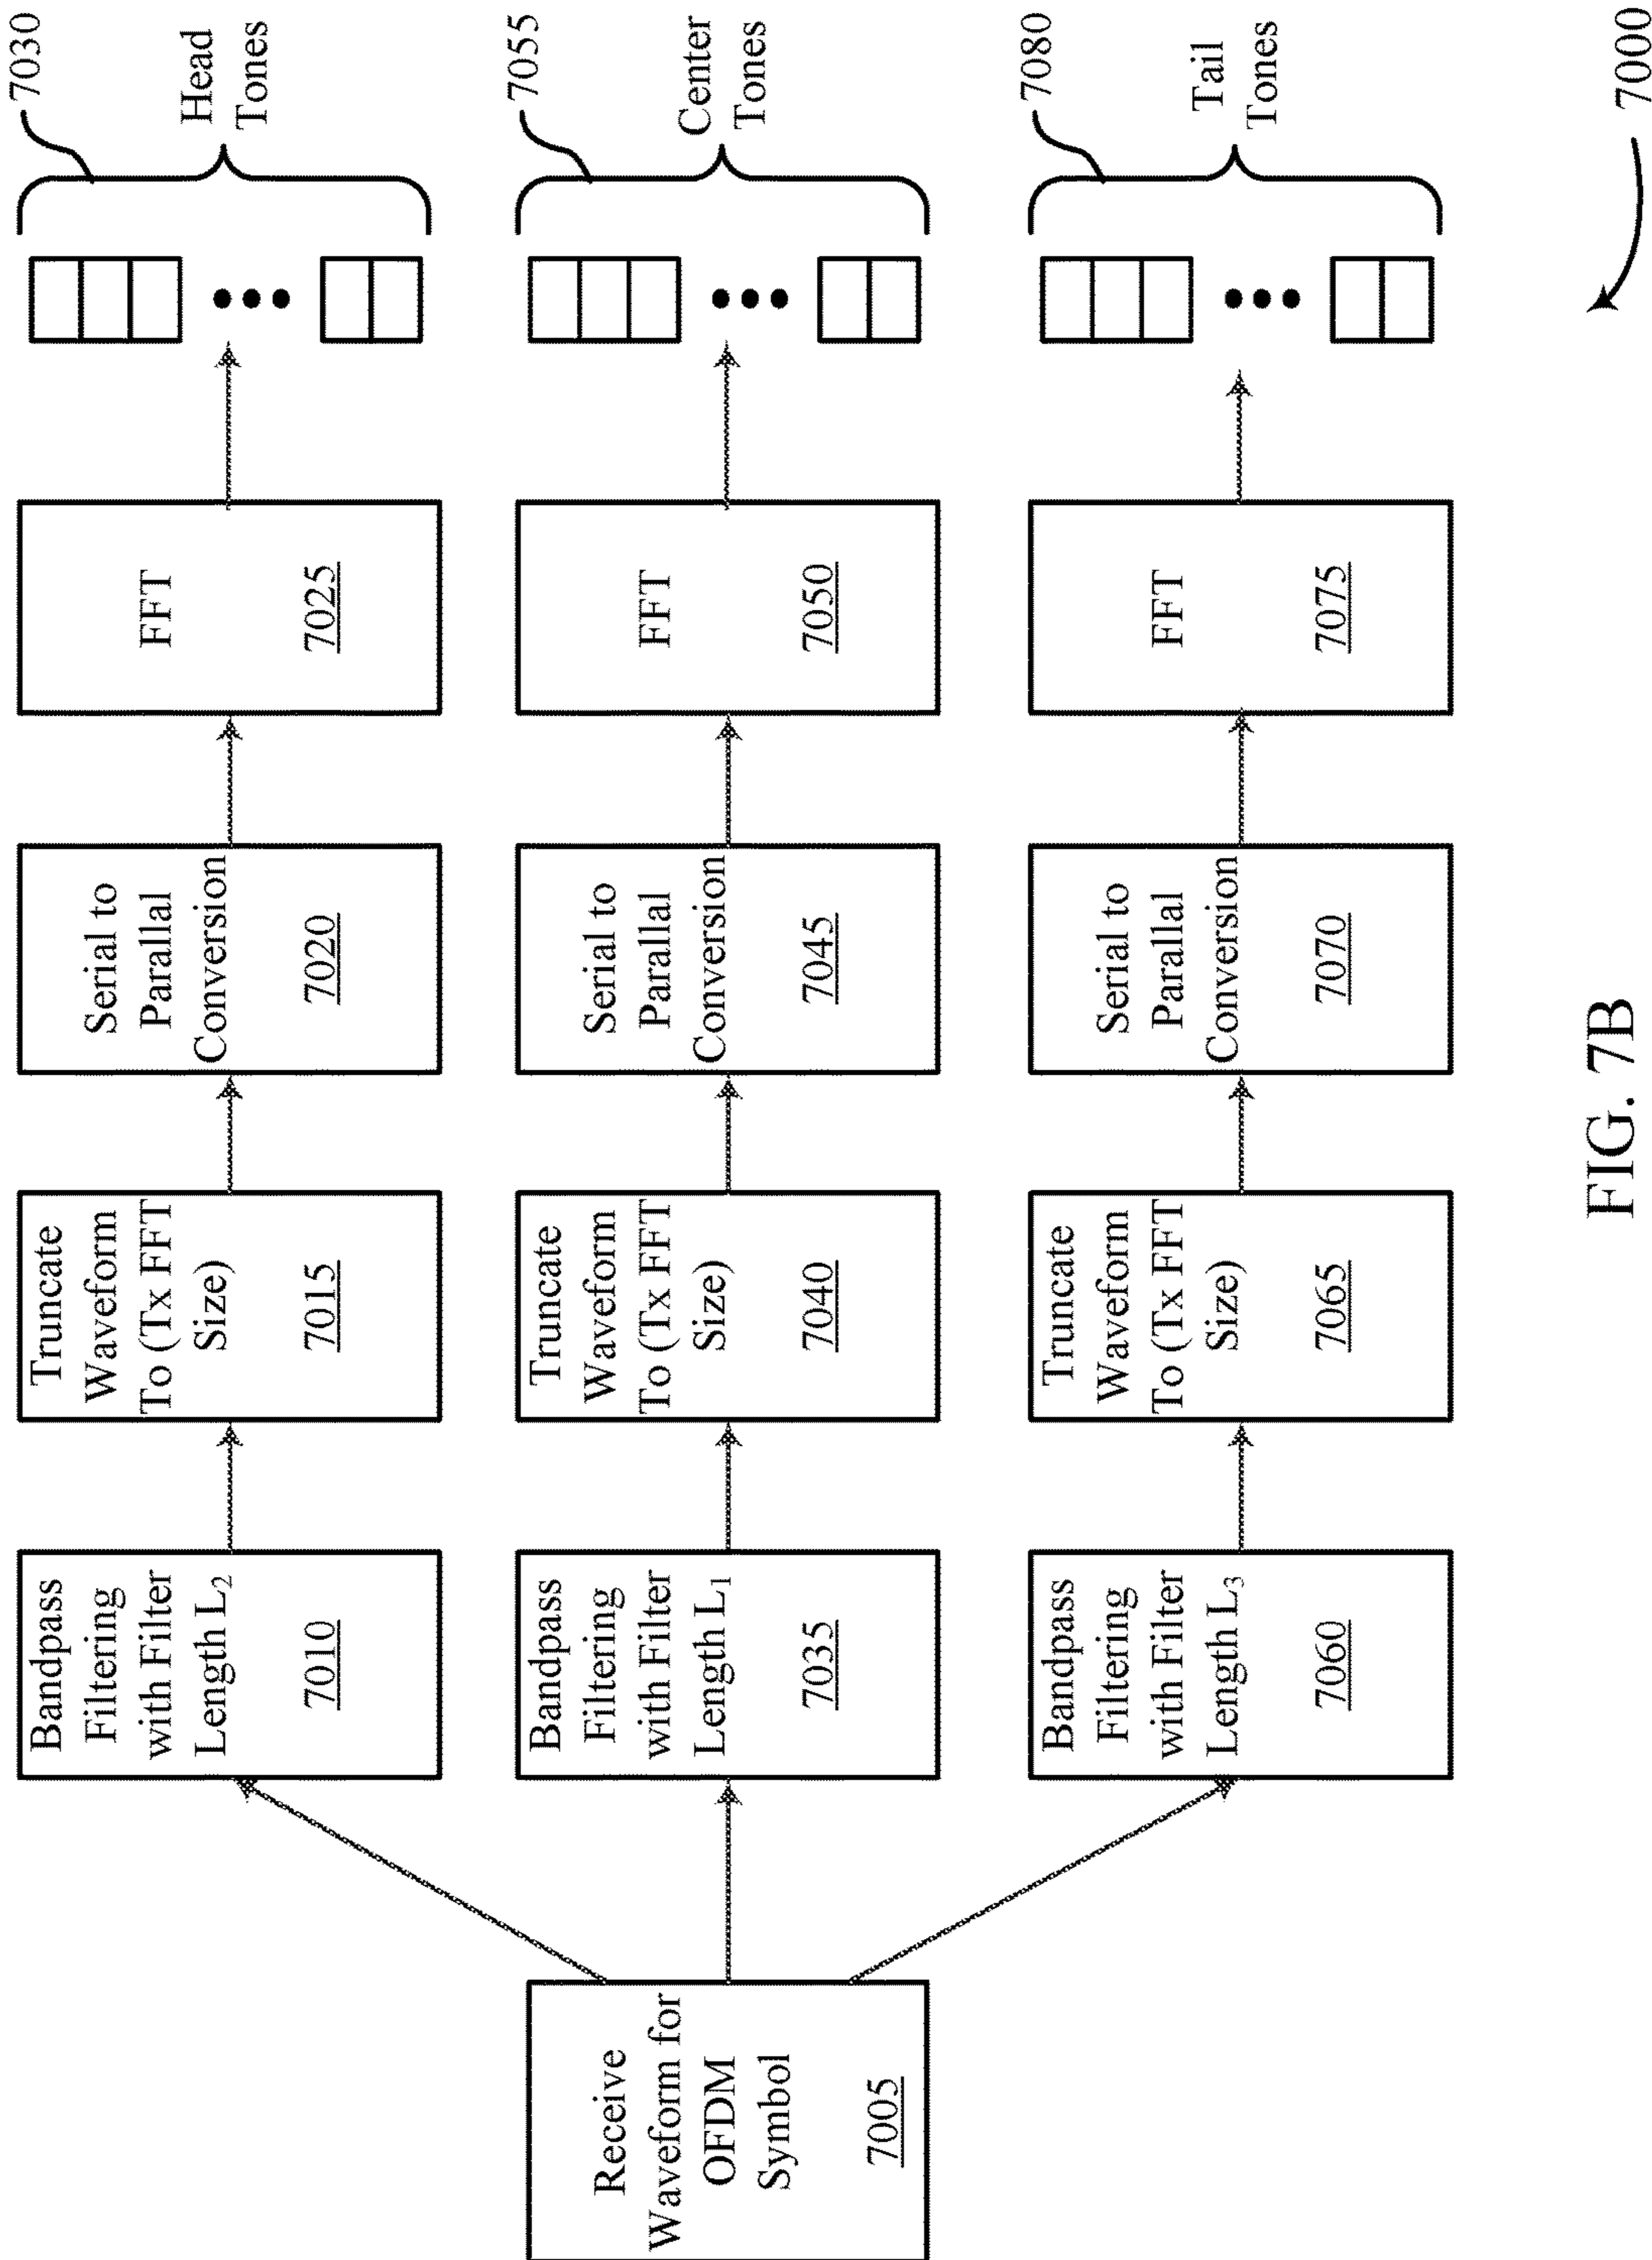 Receive
Waveform for
OFDM
Symbol
7005
Bandpass
Filtering
with Filter
Length L₂
7010
Truncate
Waveform
To (Tx FFT
Size)
7015
Serial to
Parallal
Conversion
7020
FFT
7025
Head
Tones
7030
Bandpass
Filtering
with Filter
Length L₁
7035
Truncate
Waveform
To (Tx FFT
Size)
7040
Serial to
Parallal
Conversion
7045
FFT
7050
Center
Tones
7055
Bandpass
Filtering
with Filter
Length L₃
7060
Truncate
Waveform
To (Tx FFT
Size)
7065
Serial to
Parallal
Conversion
7070
FFT
7075
Tail
Tones
7080
7000
FIG. 7B